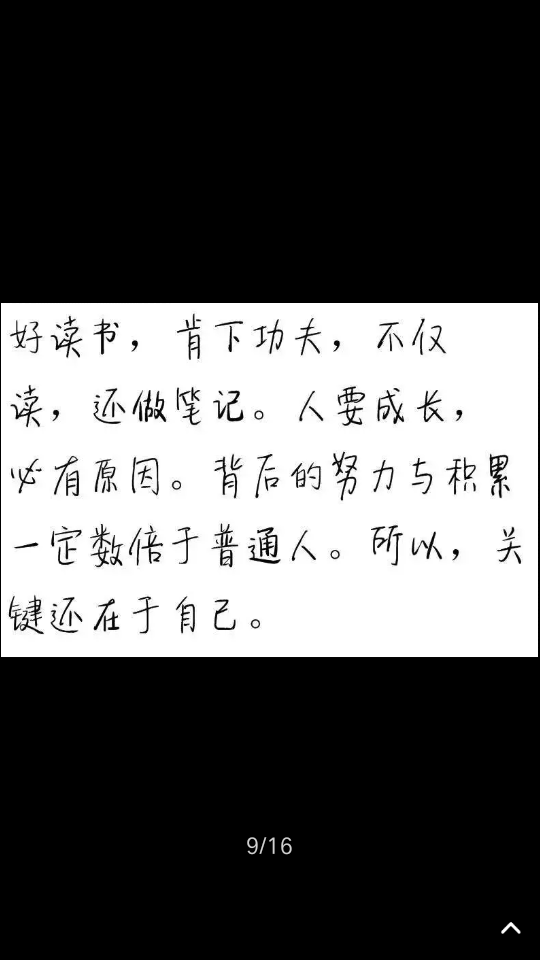 好读书，肯下功夫，不仅
读，还做笔记。人要成长，
必有原因。背后的努力与积累
一定数倍于普通人。所以，关
键还在于自己。
9/16